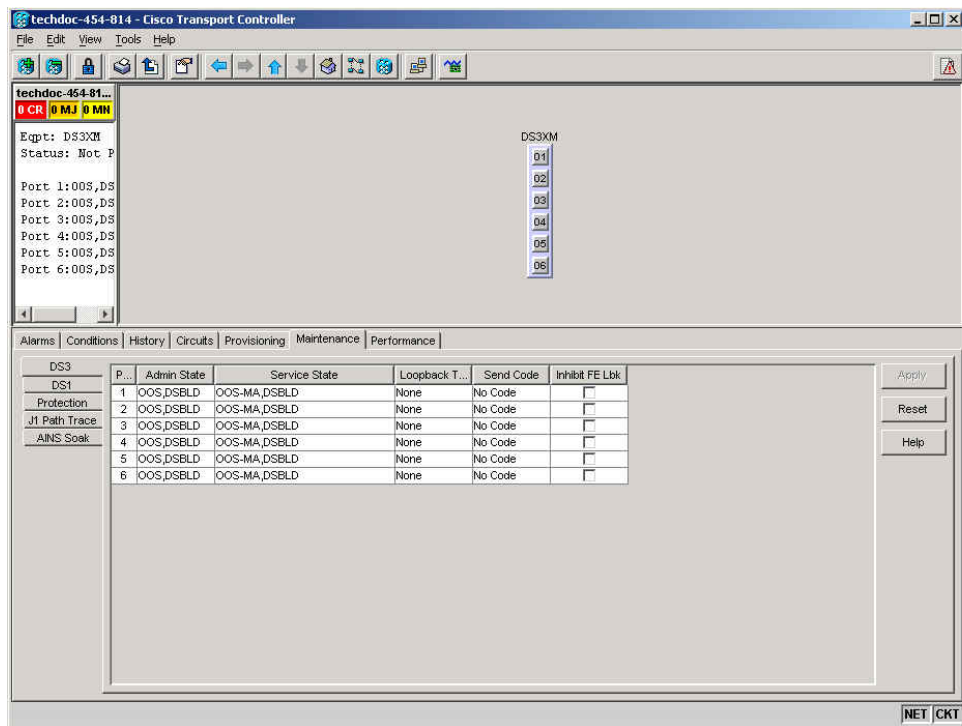 techdoc-454-814 - Cisco Transport Controller
File Edit View Tools Help
techdoc-454-81...
0 CR 0 MJ 0 MN
Eqpt: DS3XM
Status: Not P
Port 1:OOS,DS
Port 2:OOS,DS
Port 3:OOS,DS
Port 4:OOS,DS
Port 5:OOS,DS
Port 6:OOS,DS
DS3XM
01
02
03
04
05
06
Alarms Conditions History Circuits Provisioning Maintenance Performance
DS3
DS1
Protection
J1 Path Trace
AINS Soak
P... Admin State Service State Loopback T... Send Code Inhibit FE Lbk
1 OOS,DSBLD OOS-MA,DSBLD None No Code
2 OOS,DSBLD OOS-MA,DSBLD None No Code
3 OOS,DSBLD OOS-MA,DSBLD None No Code
4 OOS,DSBLD OOS-MA,DSBLD None No Code
5 OOS,DSBLD OOS-MA,DSBLD None No Code
6 OOS,DSBLD OOS-MA,DSBLD None No Code
Apply
Reset
Help
NET CKT